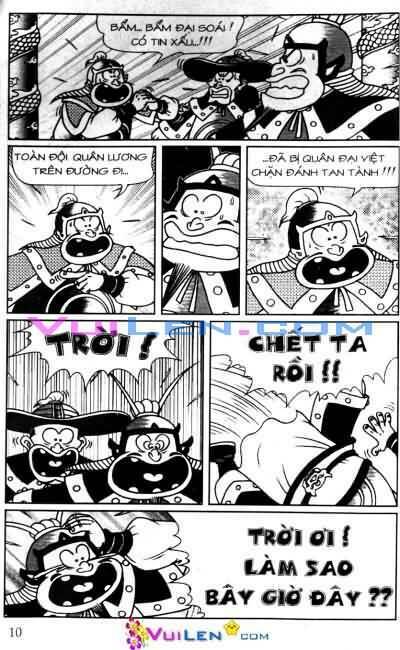 BẨM... BẨM ĐẠI SOÁI!
CÓ TIN XẤU...!!!
TOÀN ĐỘI QUÂN LƯƠNG
TRÊN ĐƯỜNG ĐI...
...ĐÃ BỊ QUÂN ĐẠI VIỆT
CHẶN ĐÁNH TAN TÀNH!!!
VUILEN.COM
TRỜI!
CHẾT TA
RỒI!!
TRỜI ƠI!
LÀM SAO
BÂY GIỜ ĐÂY??
10
VUILEN.COM